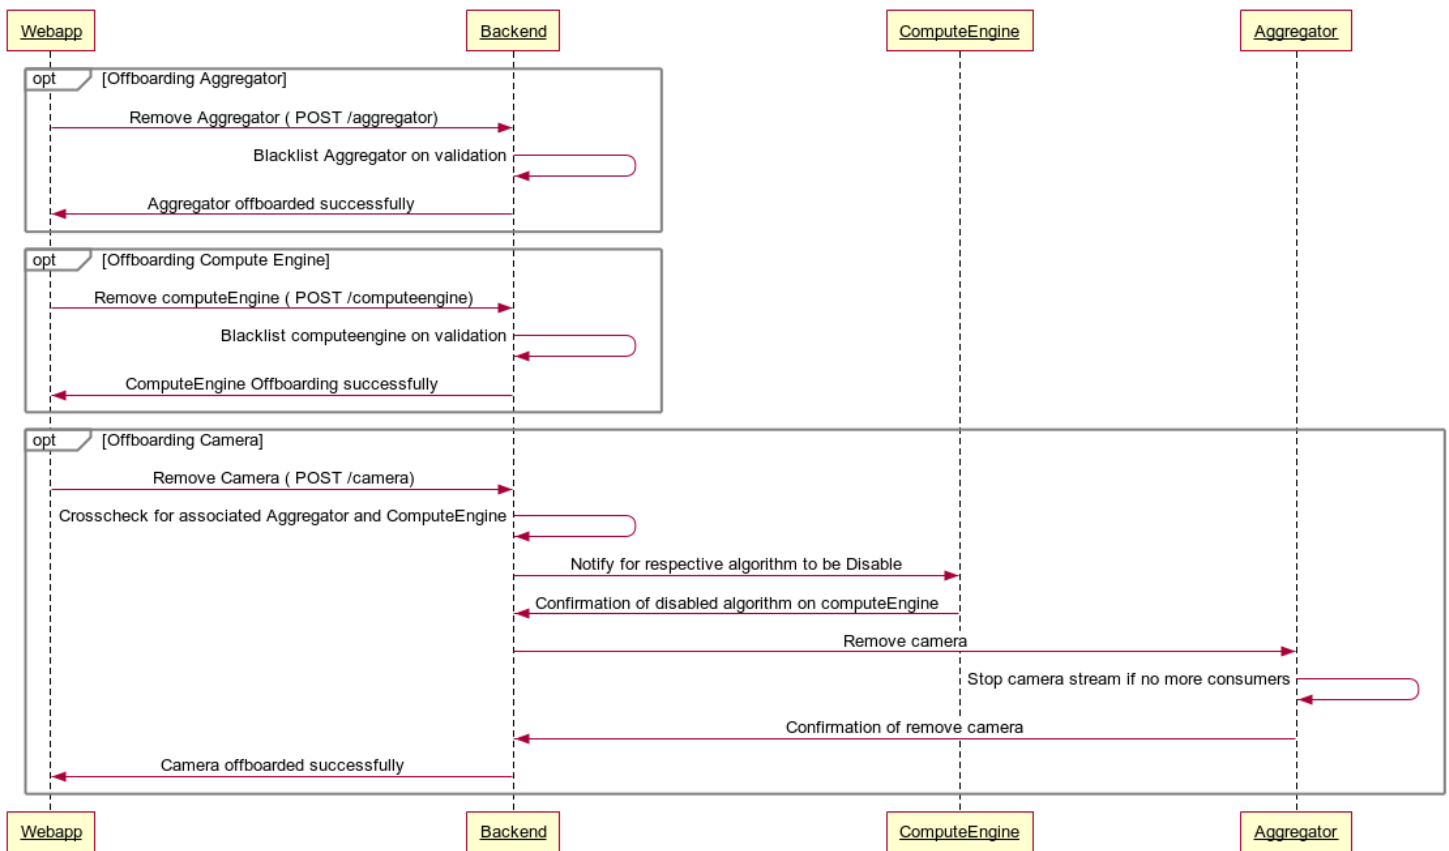 Webapp
Backend
ComputeEngine
Aggregator
opt
[Offboarding Aggregator]
Remove Aggregator ( POST /aggregator)
Blacklist Aggregator on validation
Aggregator offboarded successfully
opt
[Offboarding Compute Engine]
Remove computeEngine ( POST /computeengine)
Blacklist computeengine on validation
ComputeEngine Offboarding successfully
opt
[Offboarding Camera]
Remove Camera ( POST /camera)
Crosscheck for associated Aggregator and ComputeEngine
Notify for respective algorithm to be Disable
Confirmation of disabled algorithm on computeEngine
Remove camera
Stop camera stream if no more consumers
Confirmation of remove camera
Camera offboarded successfully
Webapp
Backend
ComputeEngine
Aggregator